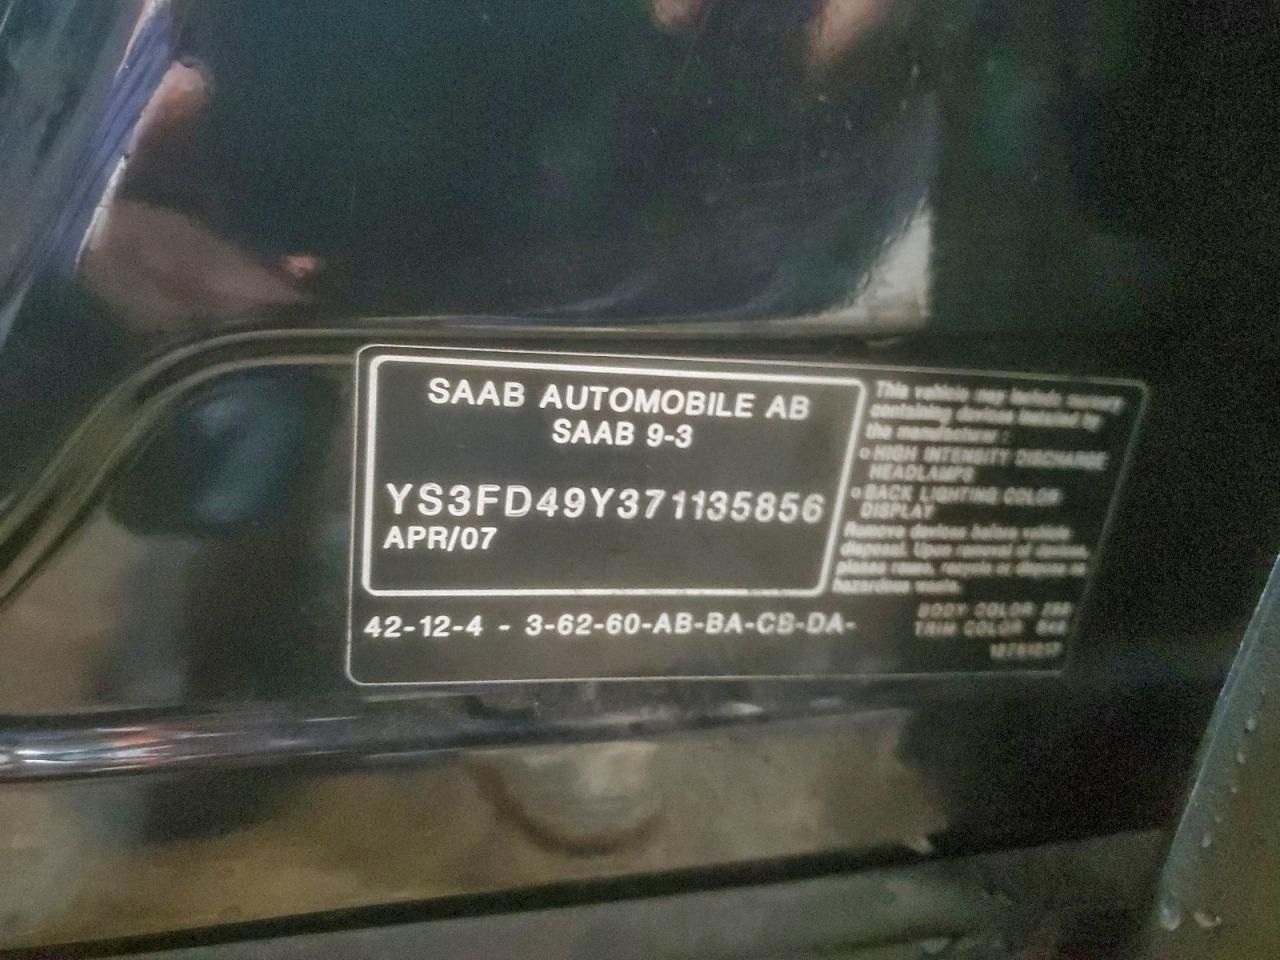 SAAB AUTOMOBILE AB
SAAB 9-3
YS3FD49Y371135856
APR/07
42-12-4 - 3-62-60-AB-BA-CB-DA-
This vehicle may include mercury
containing devices installed by
the manufacturer :
o HIGH INTENSITY DISCHARGE
HEADLAMPS
o BACK LIGHTING COLOR
DISPLAY
Remove devices before vehicle
disposal. Upon removal of devices,
please reuse, recycle or dispose as
hazardous waste.
BODY COLOR
TRIM COLOR